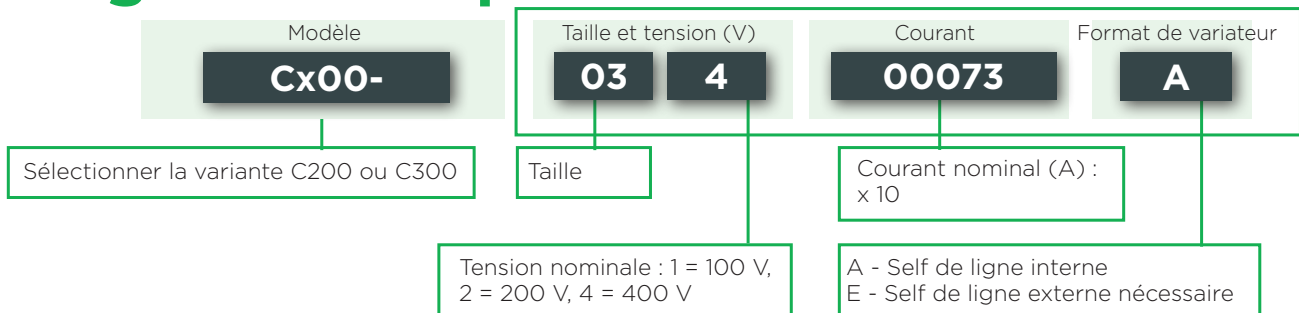 Modèle
Taille et tension (V)
Courant
Format de variateur
Cx00-
03
4
00073
A
Sélectionner la variante C200 ou C300
Taille
Courant nominal (A) :
x 10
Tension nominale : 1 = 100 V,
2 = 200 V, 4 = 400 V
A - Self de ligne interne
E - Self de ligne externe nécessaire